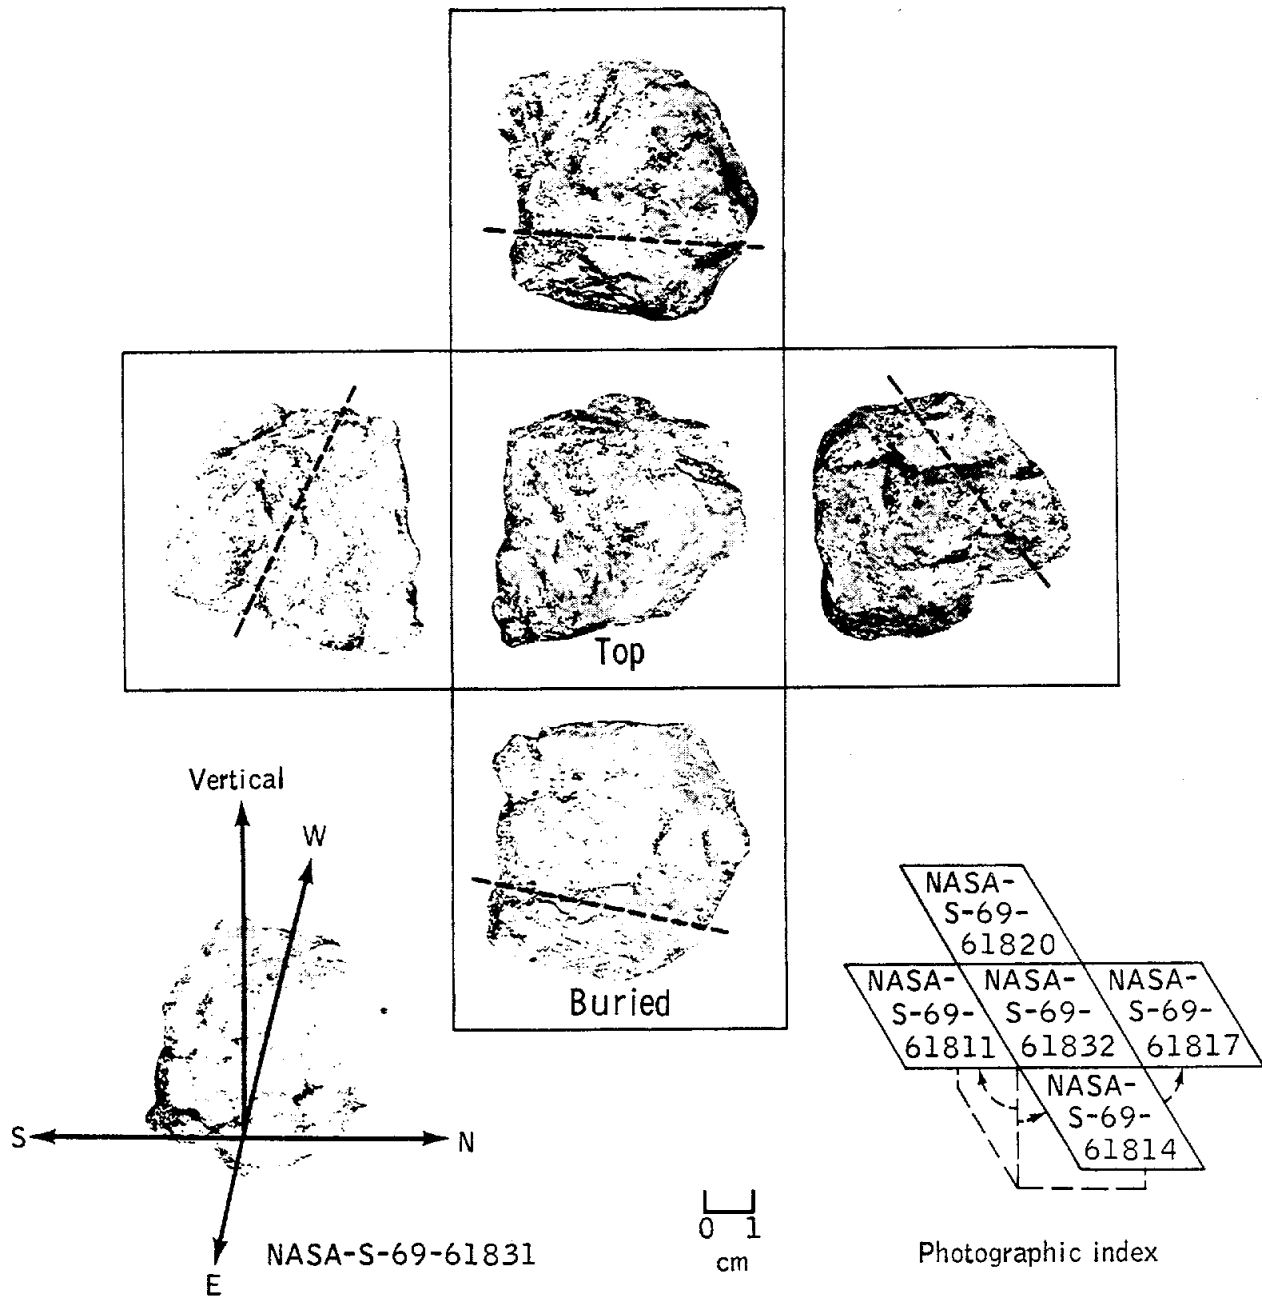 Top
Buried
Vertical
W
S
N
E
NASA-S-69-61831
0 1
cm
NASA-
S-69-
61820
NASA-
S-69-
61811
NASA-
S-69-
61832
NASA-
S-69-
61817
NASA-
S-69-
61814
Photographic index